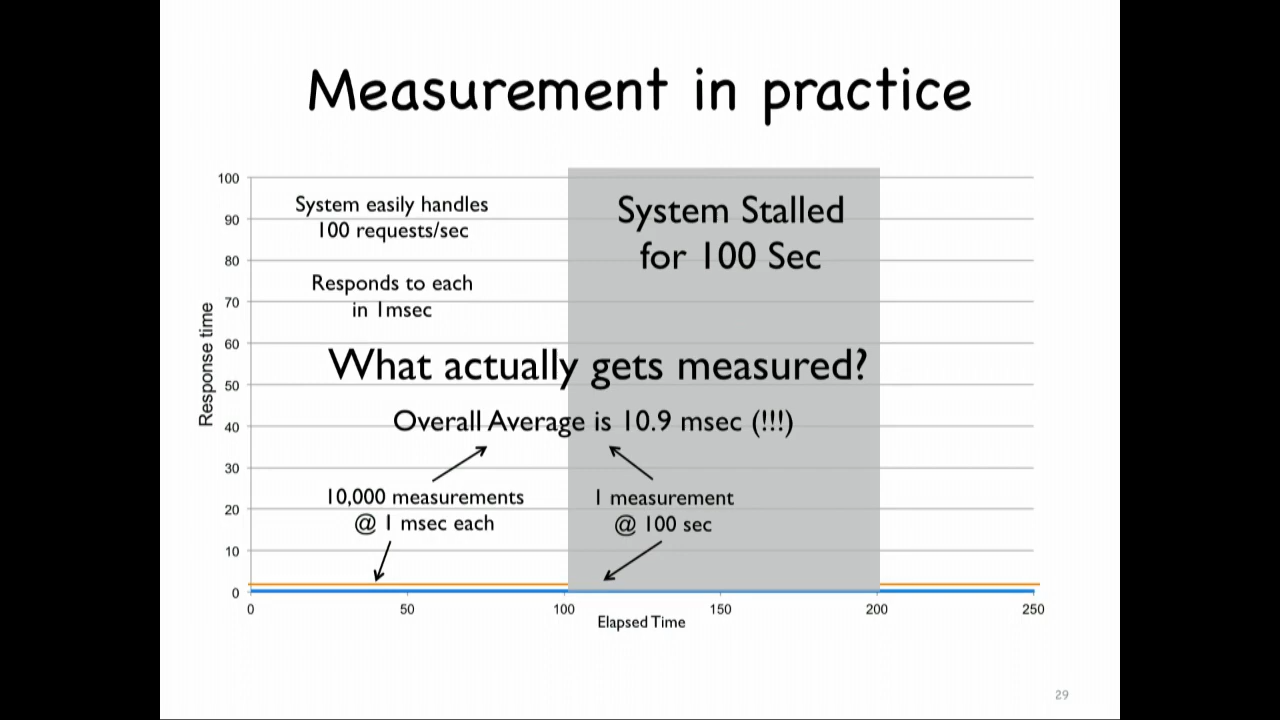 Measurement in practice
100
90
80
70
60
50
40
30
20
10
0
Response time
System easily handles
100 requests/sec
Responds to each
in 1msec
System Stalled
for 100 Sec
What actually gets measured?
Overall Average is 10.9 msec (!!!)
10,000 measurements
@ 1 msec each
1 measurement
@ 100 sec
0 50 100 150 200 250
Elapsed Time
29